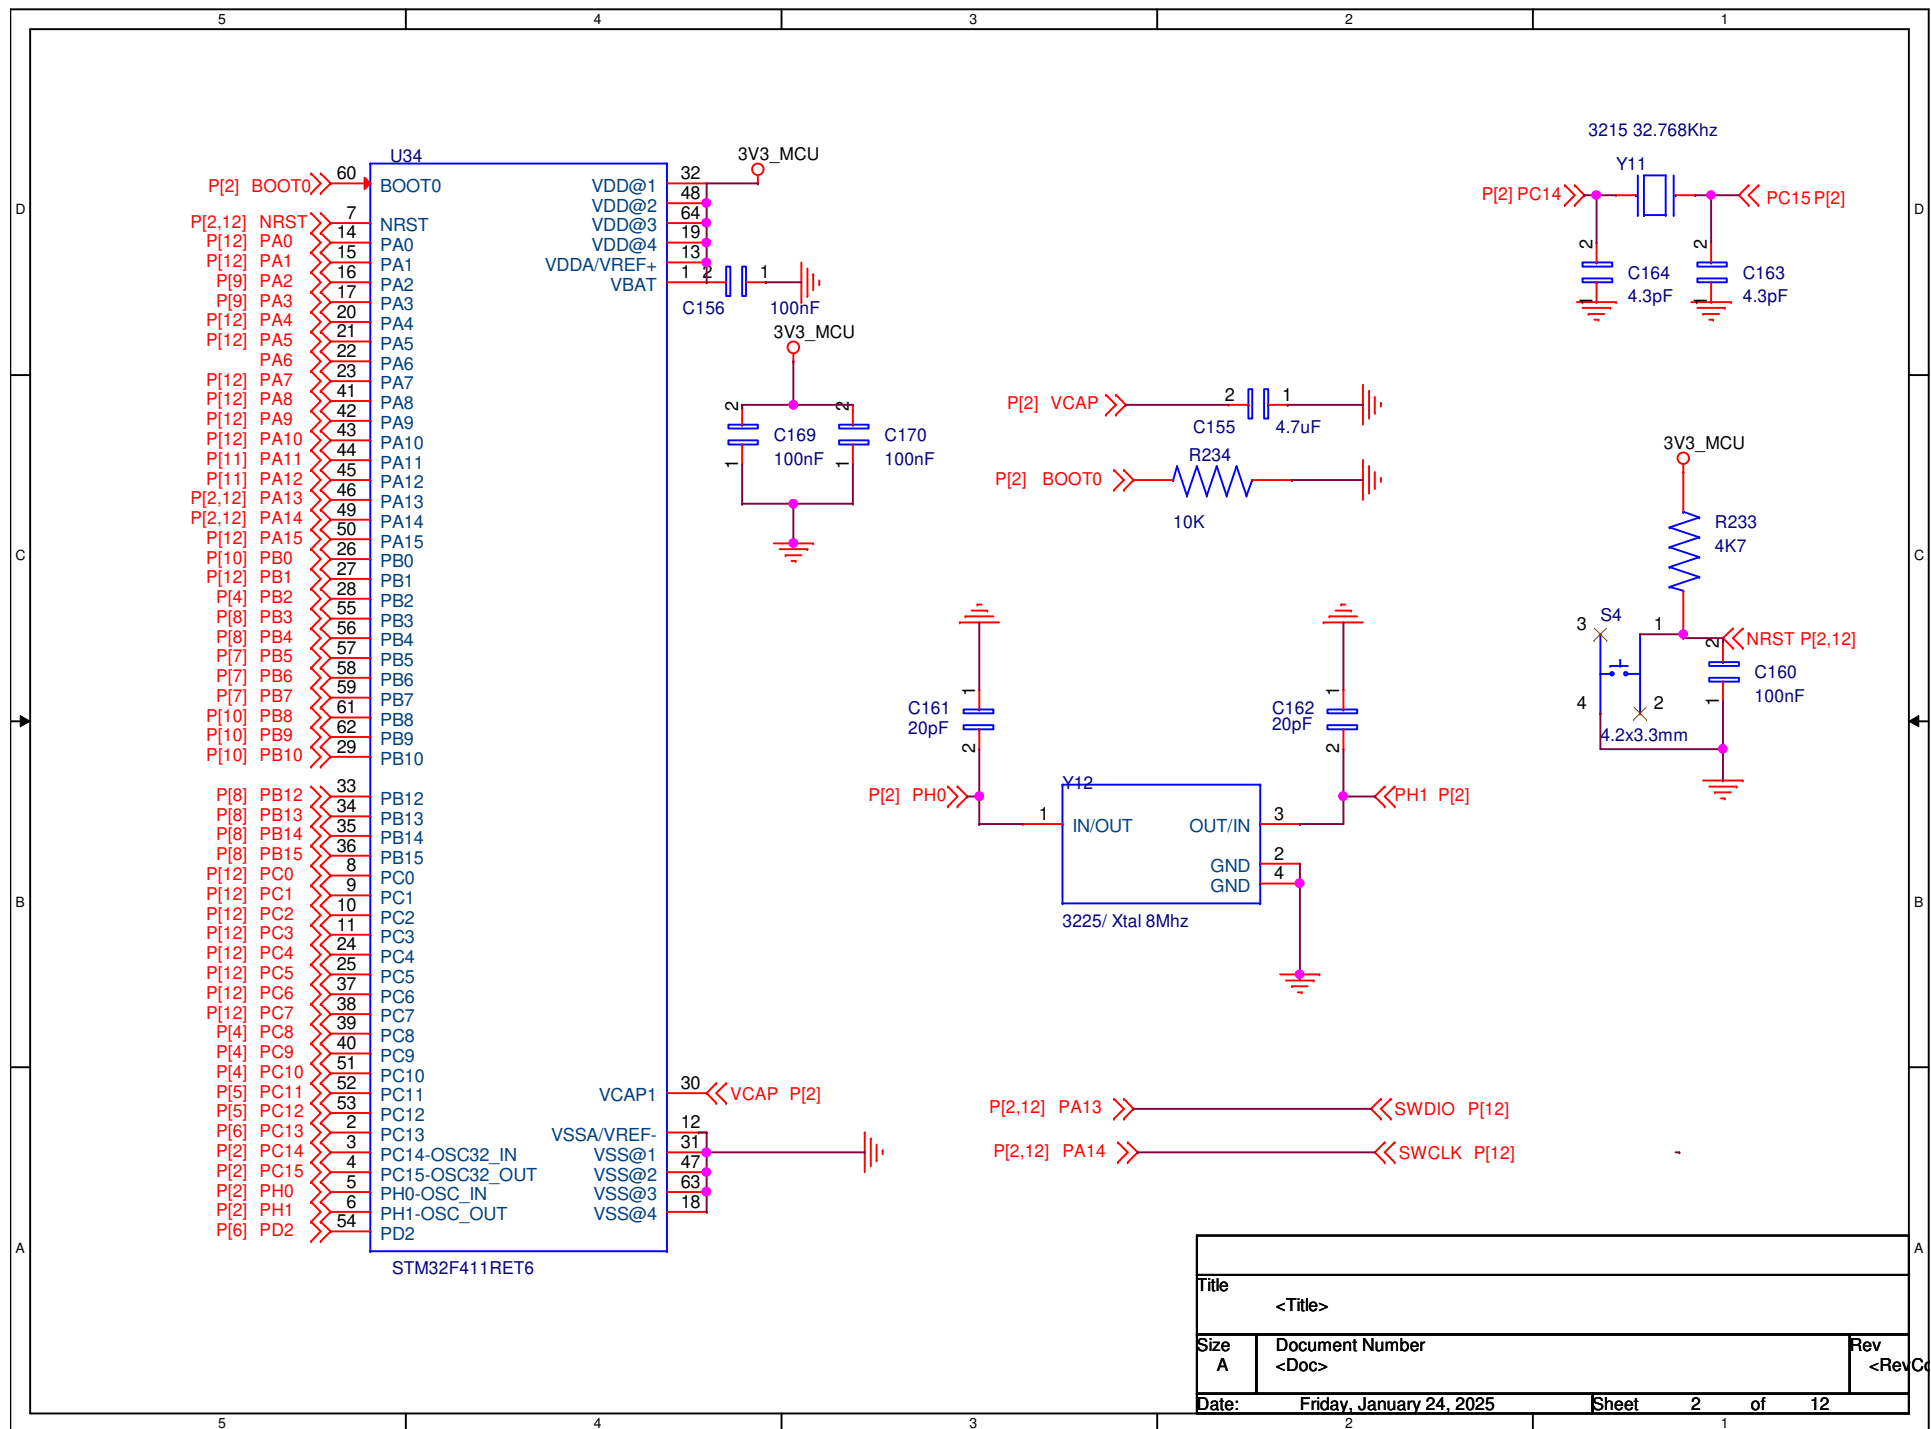 5 4 3 2 1
D D
C C
B B
A A
U34
P[2] BOOT0 60 BOOT0
P[2,12] NRST 7 NRST
P[12] PA0 14 PA0
P[12] PA1 15 PA1
P[9] PA2 16 PA2
P[9] PA3 17 PA3
P[12] PA4 20 PA4
P[12] PA5 21 PA5
PA6 22 PA6
P[12] PA7 23 PA7
P[12] PA8 41 PA8
P[12] PA9 42 PA9
P[12] PA10 43 PA10
P[11] PA11 44 PA11
P[11] PA12 45 PA12
P[2,12] PA13 46 PA13
P[2,12] PA14 49 PA14
P[12] PA15 50 PA15
P[10] PB0 26 PB0
P[12] PB1 27 PB1
P[4] PB2 28 PB2
P[8] PB3 55 PB3
P[8] PB4 56 PB4
P[7] PB5 57 PB5
P[7] PB6 58 PB6
P[7] PB7 59 PB7
P[10] PB8 61 PB8
P[10] PB9 62 PB9
P[10] PB10 29 PB10
P[8] PB12 33 PB12
P[8] PB13 34 PB13
P[8] PB14 35 PB14
P[8] PB15 36 PB15
P[12] PC0 8 PC0
P[12] PC1 9 PC1
P[12] PC2 10 PC2
P[12] PC3 11 PC3
P[12] PC4 24 PC4
P[12] PC5 25 PC5
P[12] PC6 37 PC6
P[12] PC7 38 PC7
P[4] PC8 39 PC8
P[4] PC9 40 PC9
P[4] PC10 51 PC10
P[5] PC11 52 PC11
P[5] PC12 53 PC12
P[6] PC13 2 PC13
P[2] PC14 3 PC14-OSC32_IN
P[2] PC15 4 PC15-OSC32_OUT
P[2] PH0 5 PH0-OSC_IN
P[2] PH1 6 PH1-OSC_OUT
P[6] PD2 54 PD2
STM32F411RET6
VDD@1 32
VDD@2 48
VDD@3 64
VDD@4 19
VDDA/VREF+ 13
VBAT 1
3V3_MCU
2 1
C156 100nF
VCAP1 30 VCAP P[2]
VSSA/VREF- 12
VSS@1 31
VSS@2 47
VSS@3 63
VSS@4 18
3V3_MCU
2 2
C169 C170
100nF 100nF
1 1
P[2] VCAP 2 1
C155 4.7uF
R234
P[2] BOOT0
10K
3215 32.768Khz
Y11
P[2] PC14 PC15 P[2]
2 2
C164 C163
4.3pF 4.3pF
1 1
3V3_MCU
R233
4K7
S4
3 1
NRST P[2,12]
2
C160
100nF
1
4 2
4.2x3.3mm
1 1
C161 C162
20pF 20pF
2 2
P[2] PH0 PH1 P[2]
Y12
1 IN/OUT OUT/IN 3
GND 2
GND 4
3225/ Xtal 8Mhz
P[2,12] PA13 SWDIO P[12]
P[2,12] PA14 SWCLK P[12]
Title
<Title>
Size Document Number Rev
A <Doc> <RevCo
Date: Friday, January 24, 2025 Sheet 2 of 12
5 4 3 2 1